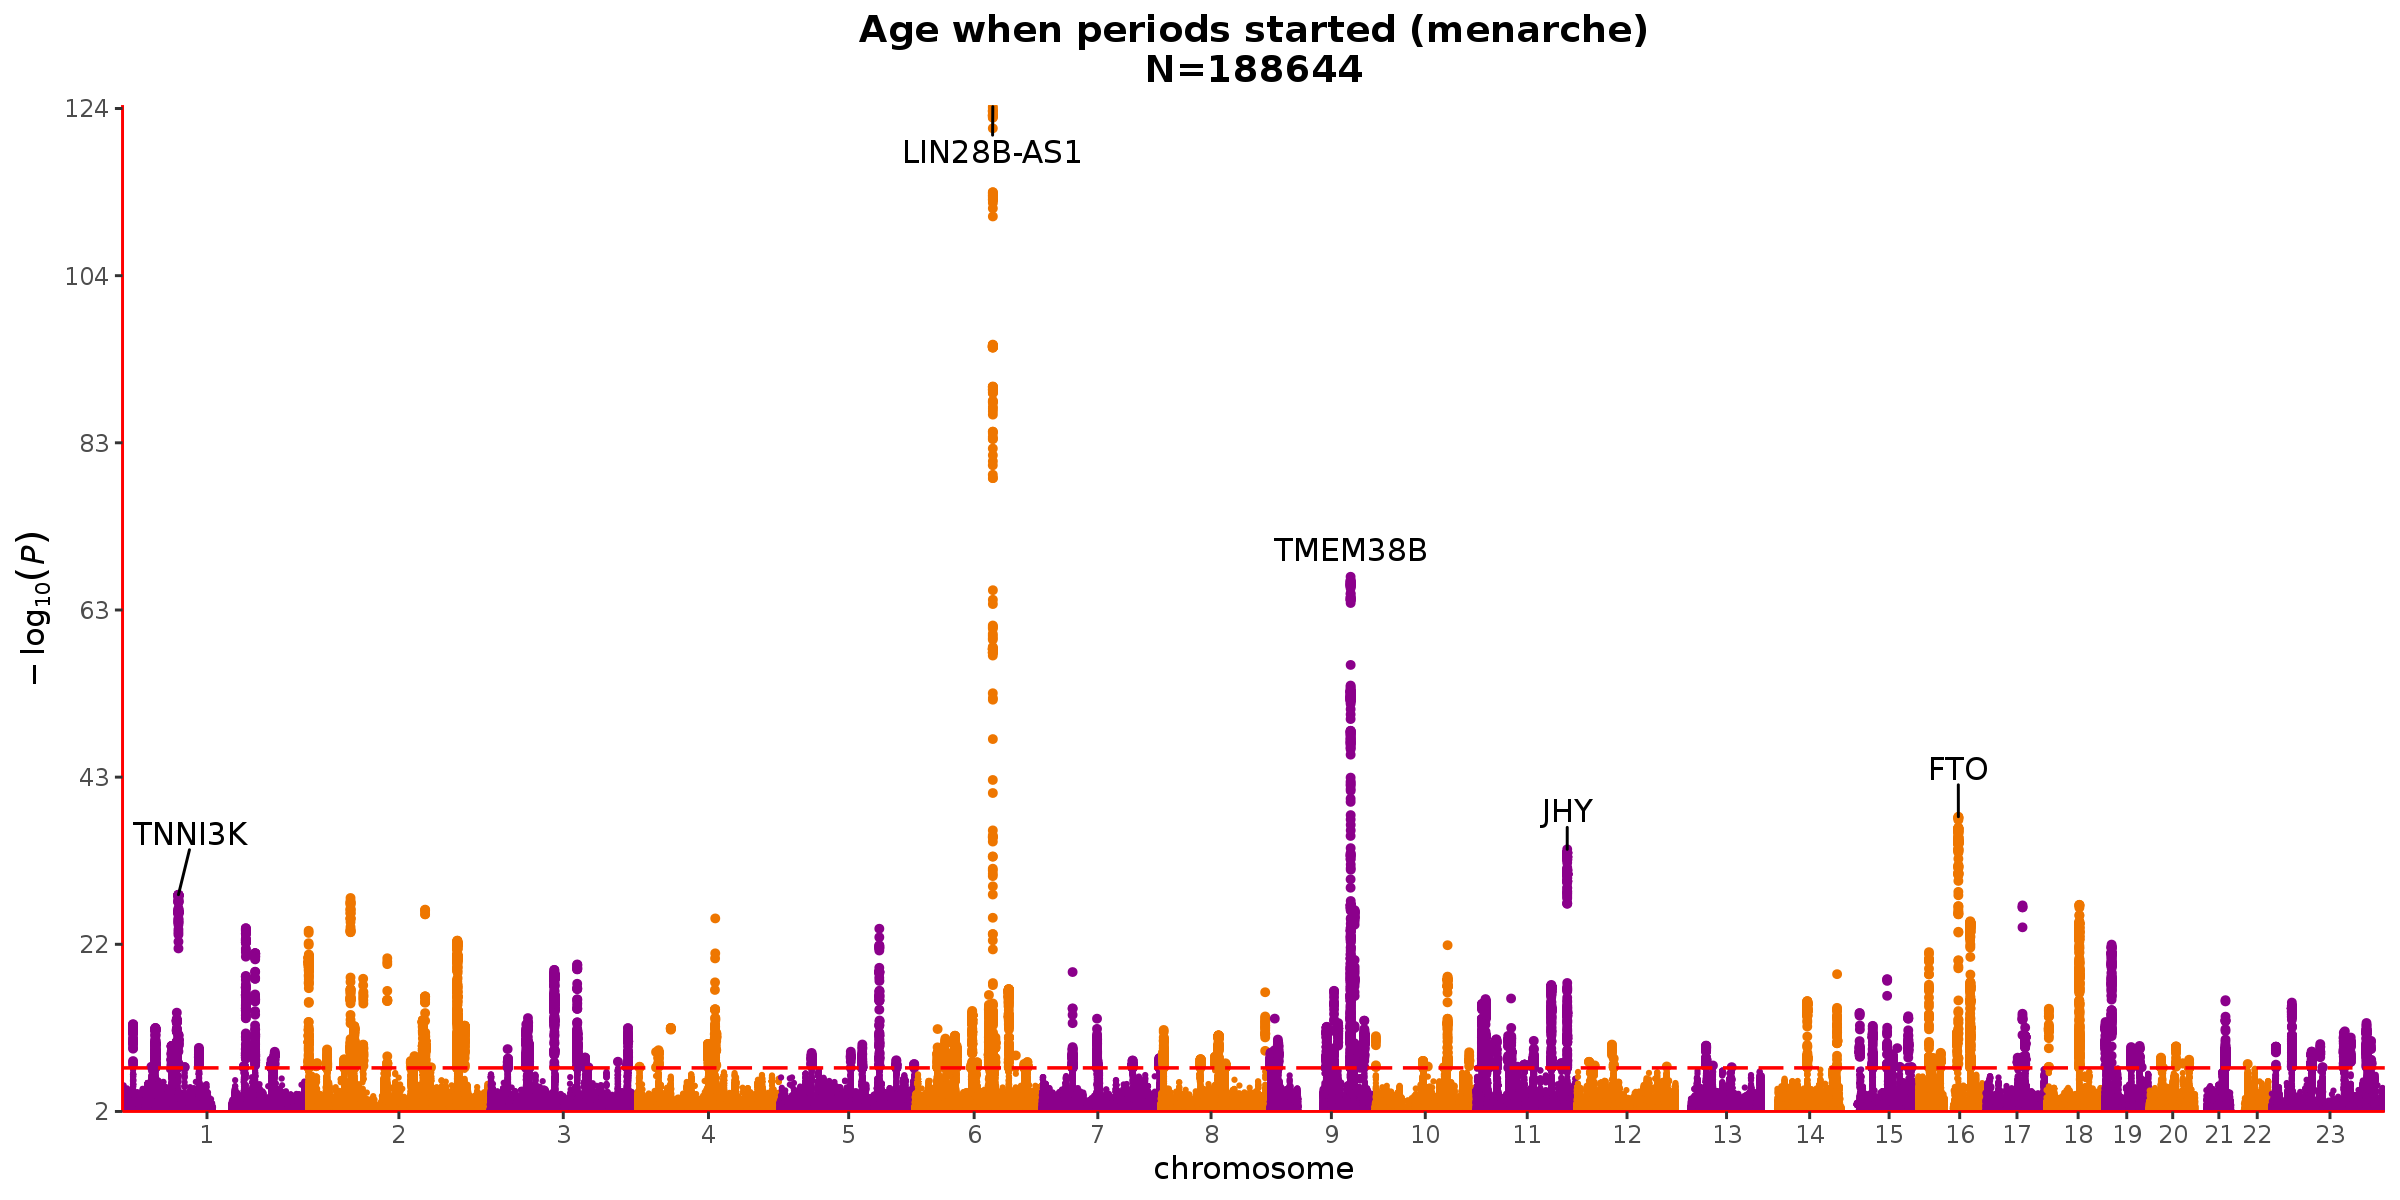 Age when periods started (menarche)
N=188644
124
LIN28B-AS1
104
83
TMEM38B
63
−log₁₀(P)
43
FTO
JHY
TNNI3K
22
2
1 2 3 4 5 6 7 8 9 10 11 12 13 14 15 16 17 18 19 20 21 22 23
chromosome